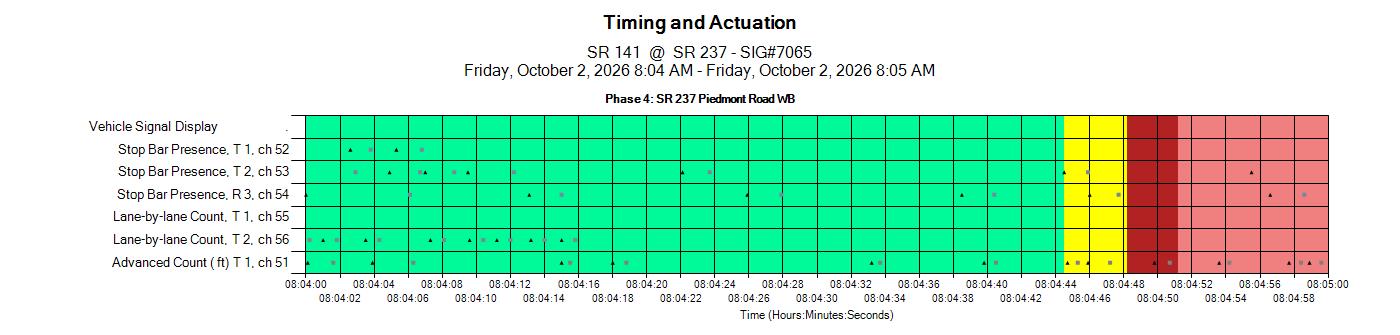 Timing and Actuation
SR 141 @ SR 237 - SIG#7065
Friday, October 2, 2026 8:04 AM - Friday, October 2, 2026 8:05 AM
Phase 4: SR 237 Piedmont Road WB
Vehicle Signal Display .
Stop Bar Presence, T 1, ch 52
Stop Bar Presence, T 2, ch 53
Stop Bar Presence, R 3, ch 54
Lane-by-lane Count, T 1, ch 55
Lane-by-lane Count, T 2, ch 56
Advanced Count ( ft) T 1, ch 51
08:04:00 08:04:04 08:04:08 08:04:12 08:04:16 08:04:20 08:04:24 08:04:28 08:04:32 08:04:36 08:04:40 08:04:44 08:04:48 08:04:52 08:04:56 08:05:00
08:04:02 08:04:06 08:04:10 08:04:14 08:04:18 08:04:22 08:04:26 08:04:30 08:04:34 08:04:38 08:04:42 08:04:46 08:04:50 08:04:54 08:04:58
Time (Hours:Minutes:Seconds)